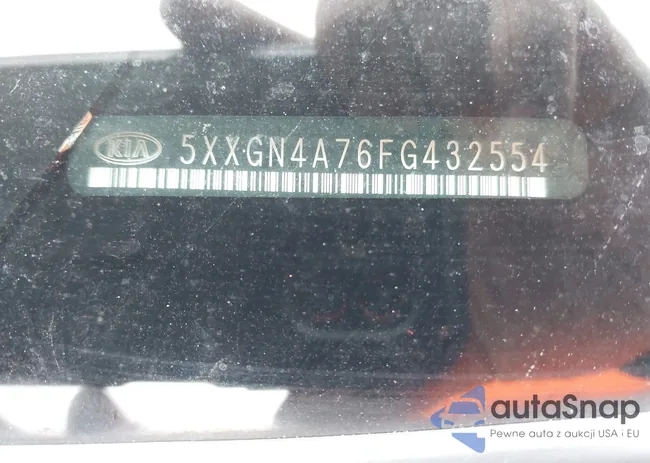 KIA 5XXGN4A76FG432554
autaSnap
Pewne auta z aukcji USA i EU